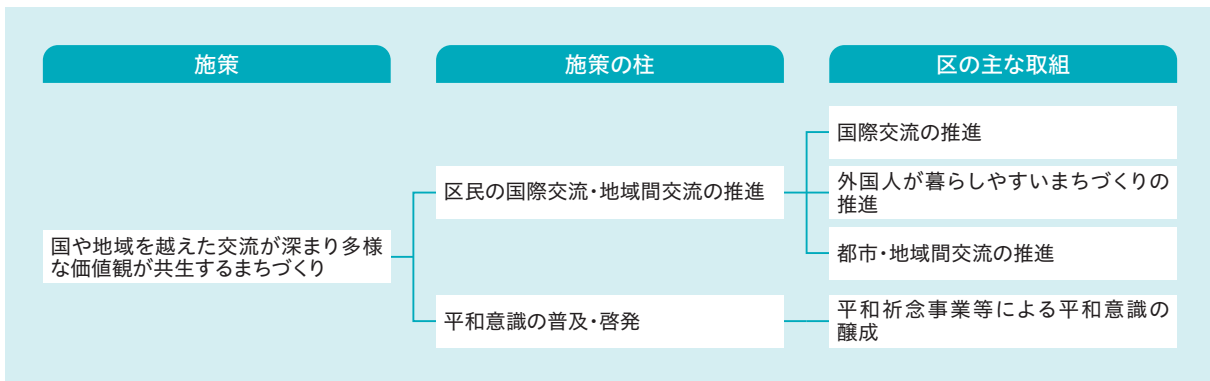 施策
施策の柱
区の主な取組
国や地域を越えた交流が深まり多様
な価値観が共生するまちづくり
区民の国際交流・地域間交流の推進
平和意識の普及・啓発
国際交流の推進
外国人が暮らしやすいまちづくりの
推進
都市・地域間交流の推進
平和祈念事業等による平和意識の
醸成